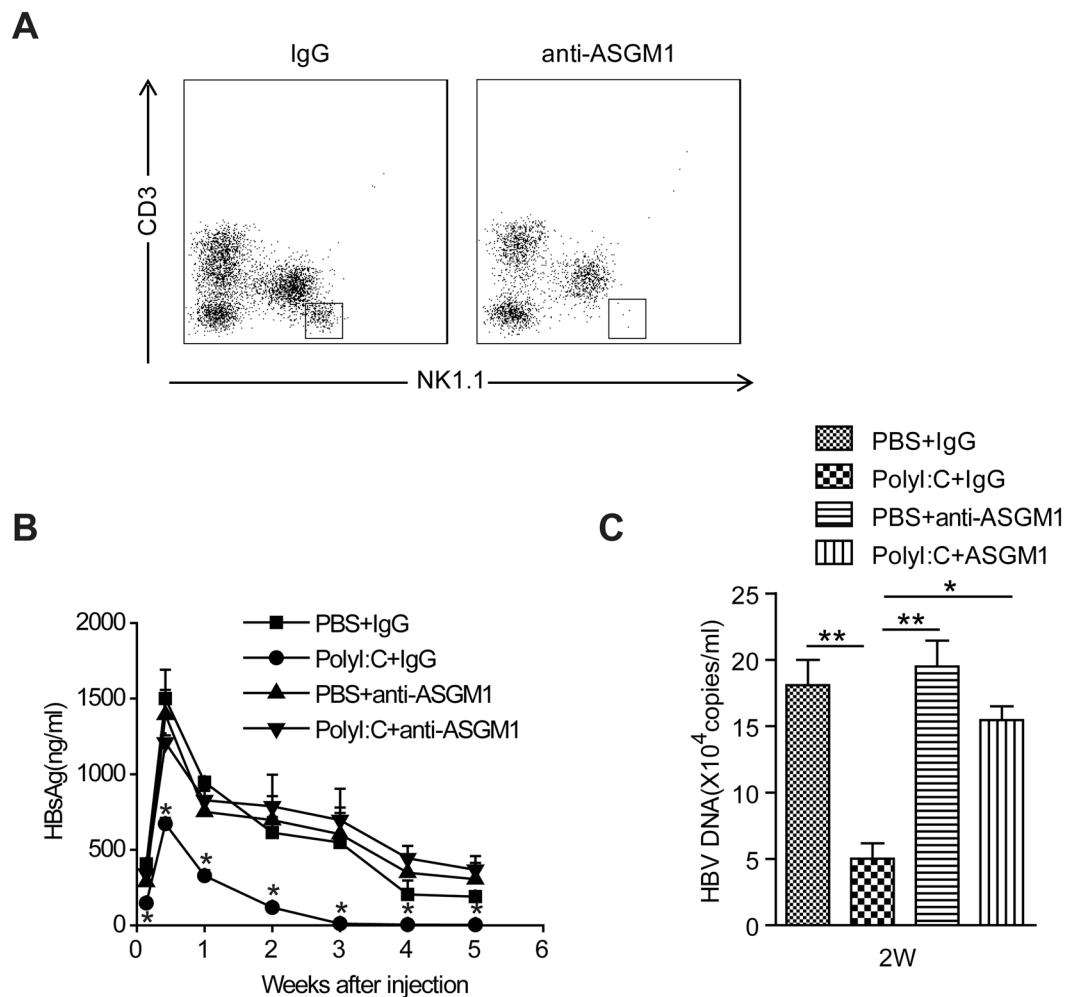 A
IgG
anti-ASGM1
CD3
NK1.1
PBS+IgG
PolyI:C+IgG
PBS+anti-ASGM1
PolyI:C+ASGM1
B
C
2000
1500
1000
500
0
HBsAg(ng/ml)
PBS+IgG
PolyI:C+IgG
PBS+anti-ASGM1
PolyI:C+anti-ASGM1
*
*
*
*
*
*
*
0 1 2 3 4 5 6
Weeks after injection
25
20
15
10
5
0
HBV DNA(X10⁴copies/ml)
*
** **
2W